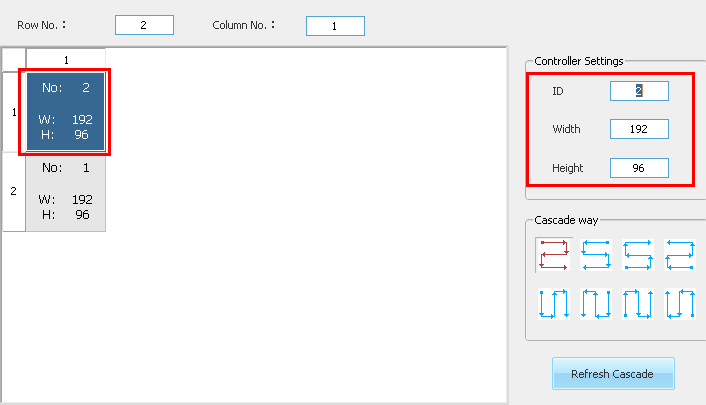 Row No. : 2 Column No. : 1
1
Controller Settings
1
No: 2
W: 192
H: 96
ID 2
Width 192
Height 96
2
No: 1
W: 192
H: 96
Cascade way
Refresh Cascade